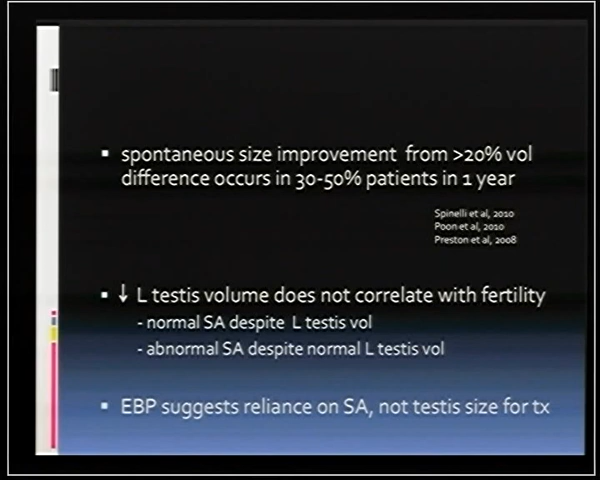 ▪ spontaneous size improvement from >20% vol
difference occurs in 30-50% patients in 1 year
Spinelli et al, 2010
Poon et al, 2010
Preston et al, 2008
▪ ↓ L testis volume does not correlate with fertility
- normal SA despite L testis vol
- abnormal SA despite normal L testis vol
▪ EBP suggests reliance on SA, not testis size for tx